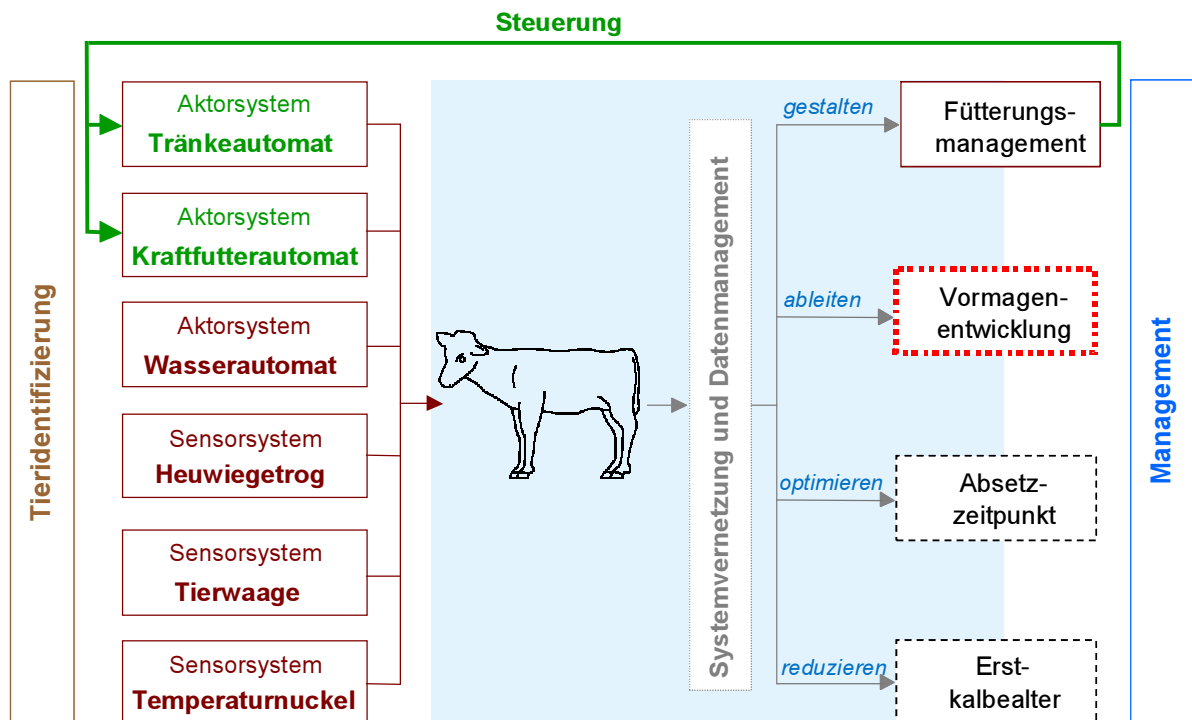 Steuerung
Tieridentifizierung
Aktorsystem
Tränkeautomat
Aktorsystem
Kraftfutterautomat
Aktorsystem
Wasserautomat
Sensorsystem
Heuwiegetrog
Sensorsystem
Tierwaage
Sensorsystem
Temperaturnuckel
Systemvernetzung und Datenmanagement
gestalten
Fütterungs-
management
ableiten
Vormagen-
entwicklung
optimieren
Absetz-
zeitpunkt
reduzieren
Erst-
kalbealter
Management